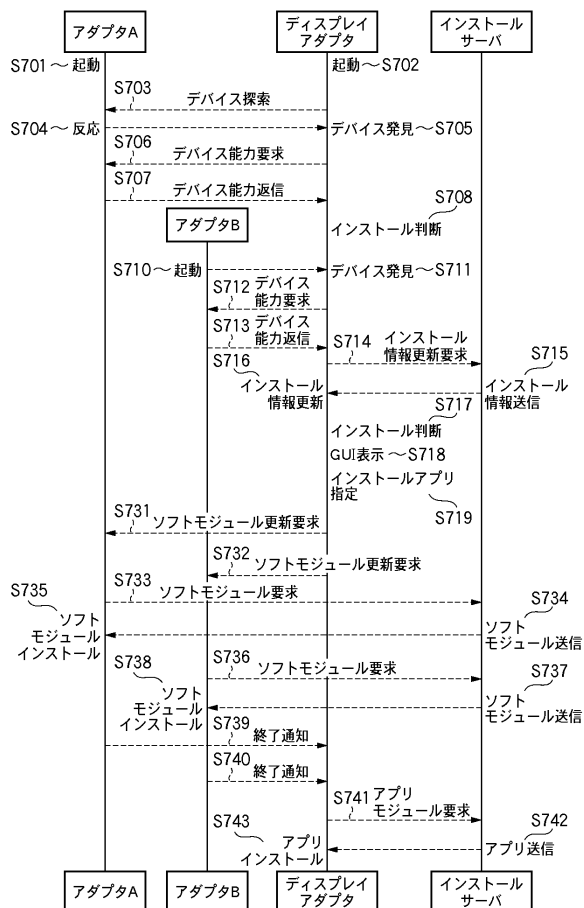 アダプタA
ディスプレイ
アダプタ
インストール
サーバ
S701 起動
起動 S702
S703
デバイス探索
S704 反応
デバイス発見 S705
S706
デバイス能力要求
S707
デバイス能力返信
S708
インストール判断
アダプタB
S710 起動
デバイス発見 S711
S712 デバイス
能力要求
S713 デバイス
能力返信
S714 インストール
情報更新要求
S715
インストール
情報送信
S716
インストール
情報更新
S717
インストール判断
GUI表示 S718
インストールアプリ
指定
S719
S731
ソフトモジュール更新要求
S732
ソフトモジュール更新要求
S733
ソフトモジュール要求
S734
ソフト
モジュール送信
S735
ソフト
モジュール
インストール
S736
ソフトモジュール要求
S737
ソフト
モジュール送信
S738
ソフト
モジュール
インストール
S739
終了通知
S740
終了通知
S741 アプリ
モジュール要求
S742
アプリ送信
S743
アプリ
インストール
アダプタA
アダプタB
ディスプレイ
アダプタ
インストール
サーバ